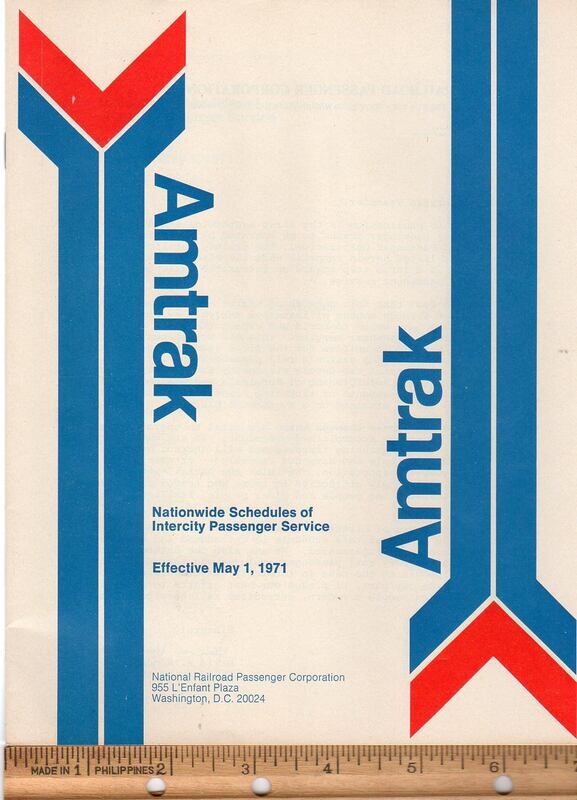 Amtrak
Amtrak
Nationwide Schedules of
Intercity Passenger Service
Effective May 1, 1971
National Railroad Passenger Corporation
955 L'Enfant Plaza
Washington, D.C. 20024
MADE IN 1 PHILIPPINES 2 3 4 5 6